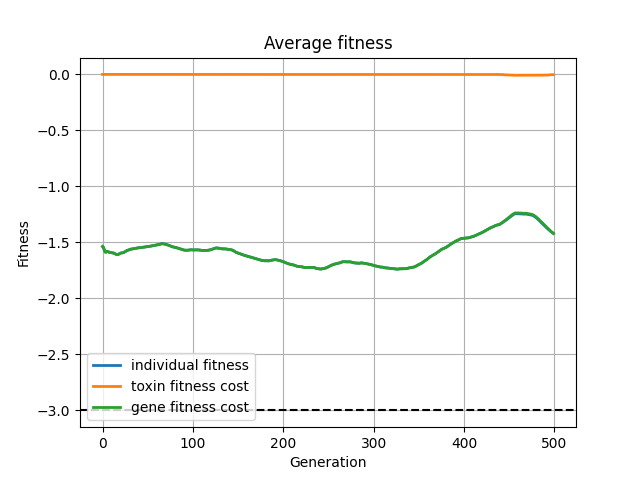 Average fitness
Fitness
0.0
−0.5
−1.0
−1.5
−2.0
−2.5
−3.0
individual fitness
toxin fitness cost
gene fitness cost
0 100 200 300 400 500
Generation